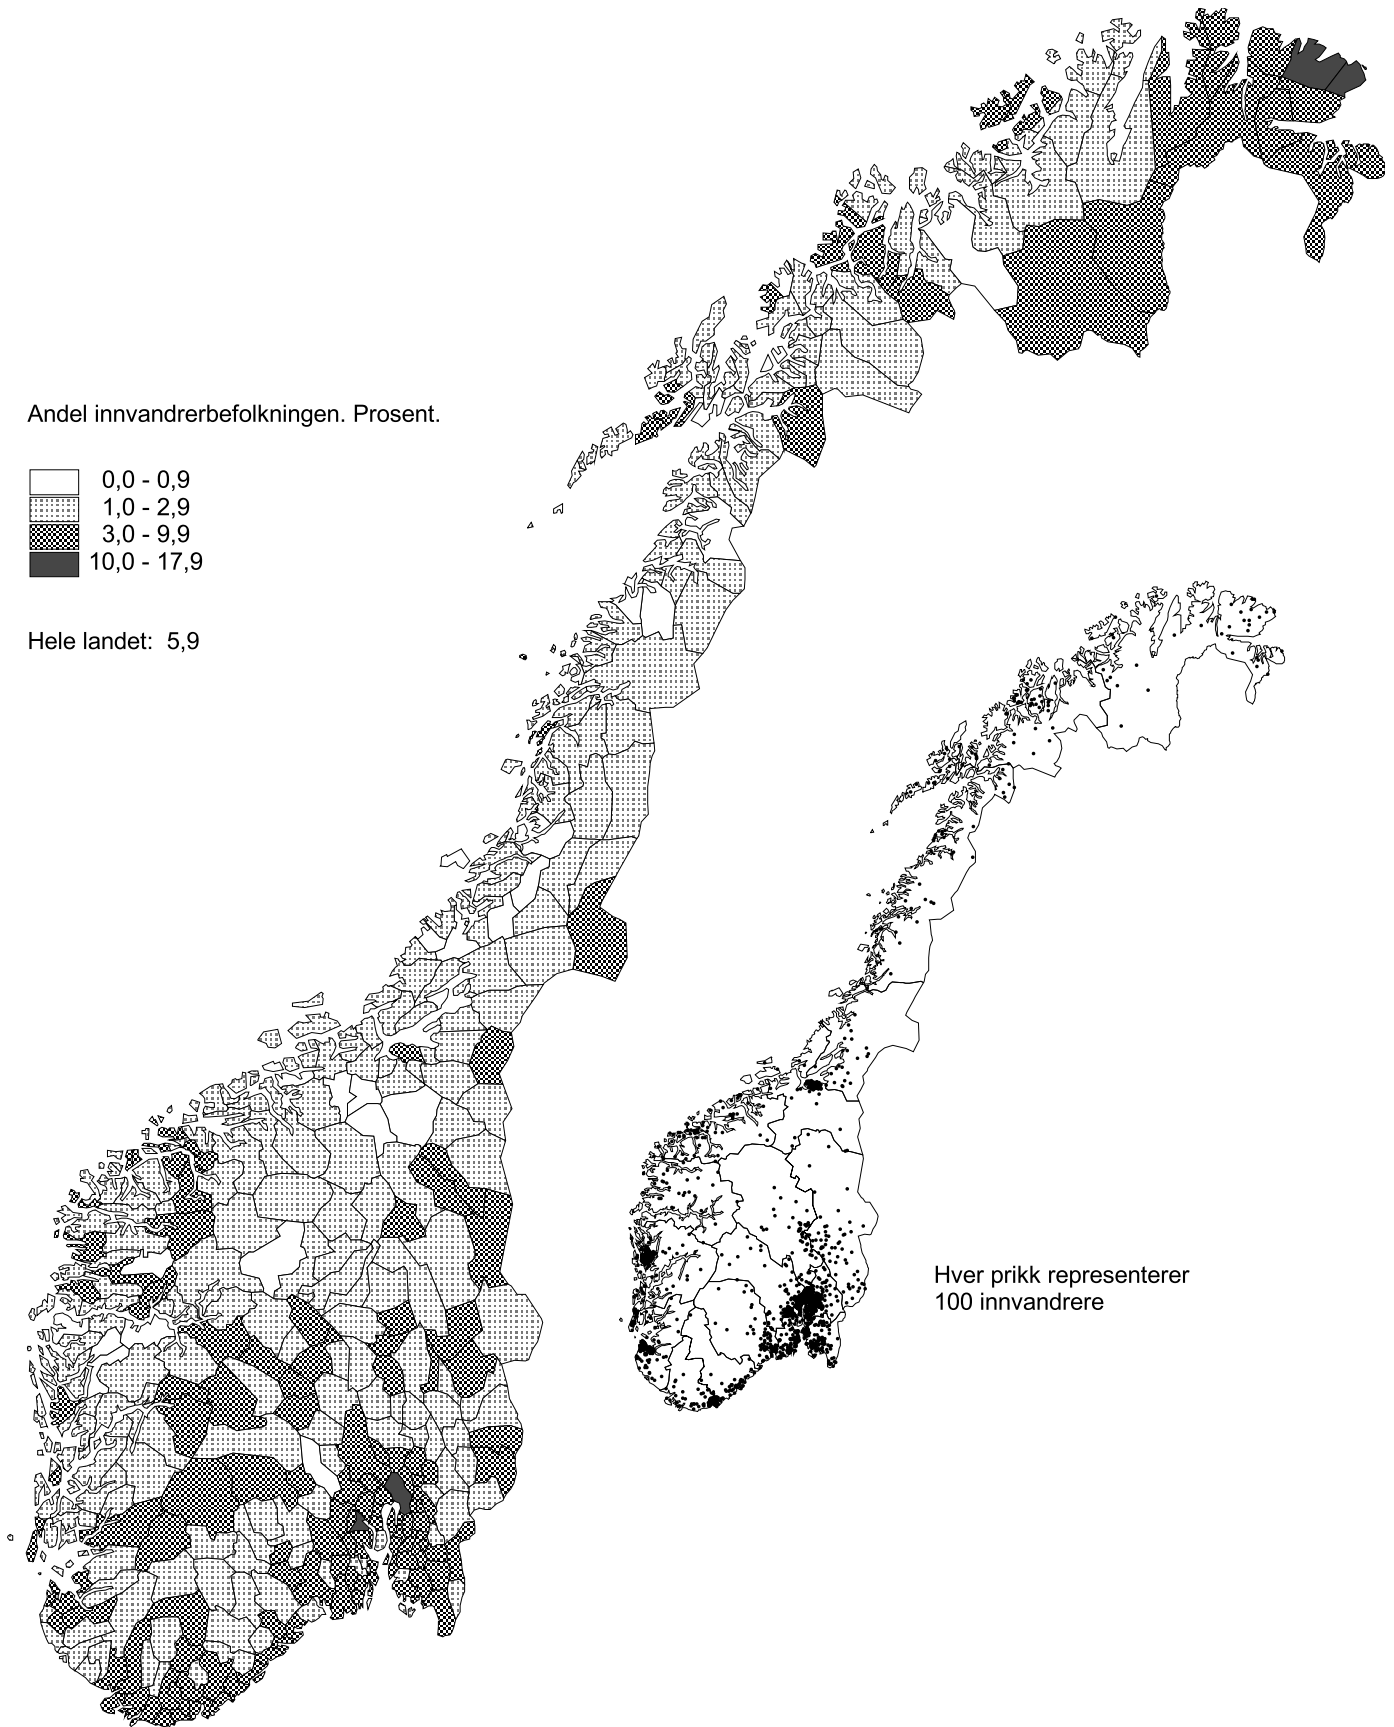 Andel innvandrerbefolkningen. Prosent.
0,0 - 0,9
1,0 - 2,9
3,0 - 9,9
10,0 - 17,9
Hele landet: 5,9
Hver prikk representerer
100 innvandrere